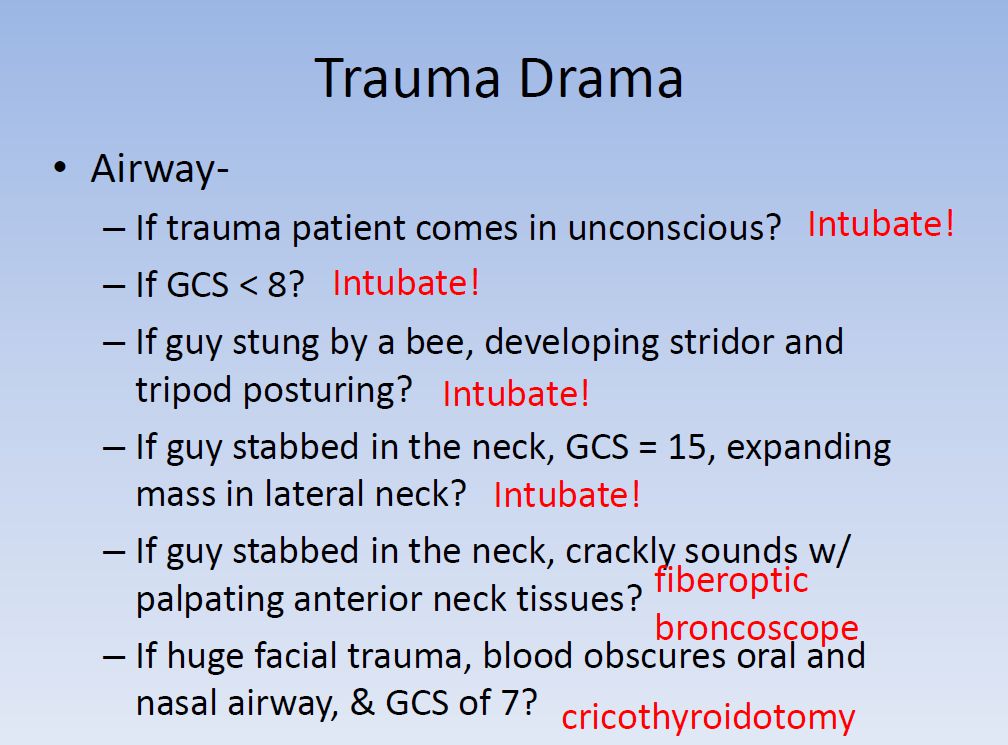 Trauma Drama
• Airway-
– If trauma patient comes in unconscious? Intubate!
– If GCS < 8? Intubate!
– If guy stung by a bee, developing stridor and
tripod posturing? Intubate!
– If guy stabbed in the neck, GCS = 15, expanding
mass in lateral neck? Intubate!
– If guy stabbed in the neck, crackly sounds w/
palpating anterior neck tissues? fiberoptic
broncoscope
– If huge facial trauma, blood obscures oral and
nasal airway, & GCS of 7? cricothyroidotomy